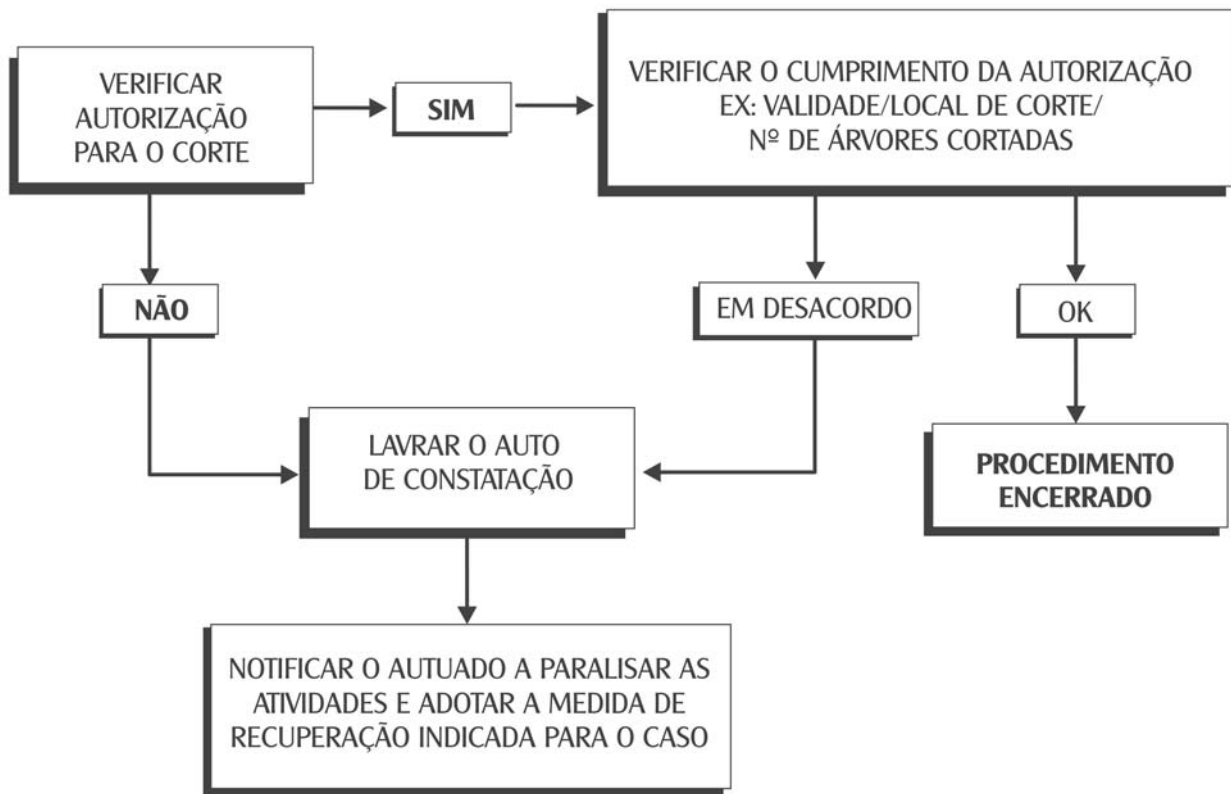 VERIFICAR
AUTORIZAÇÃO
PARA O CORTE
SIM
VERIFICAR O CUMPRIMENTO DA AUTORIZAÇÃO
EX: VALIDADE/LOCAL DE CORTE/
Nº DE ÁRVORES CORTADAS
NÃO
EM DESACORDO
OK
LAVRAR O AUTO
DE CONSTATAÇÃO
PROCEDIMENTO
ENCERRADO
NOTIFICAR O AUTUADO A PARALISAR AS
ATIVIDADES E ADOTAR A MEDIDA DE
RECUPERAÇÃO INDICADA PARA O CASO